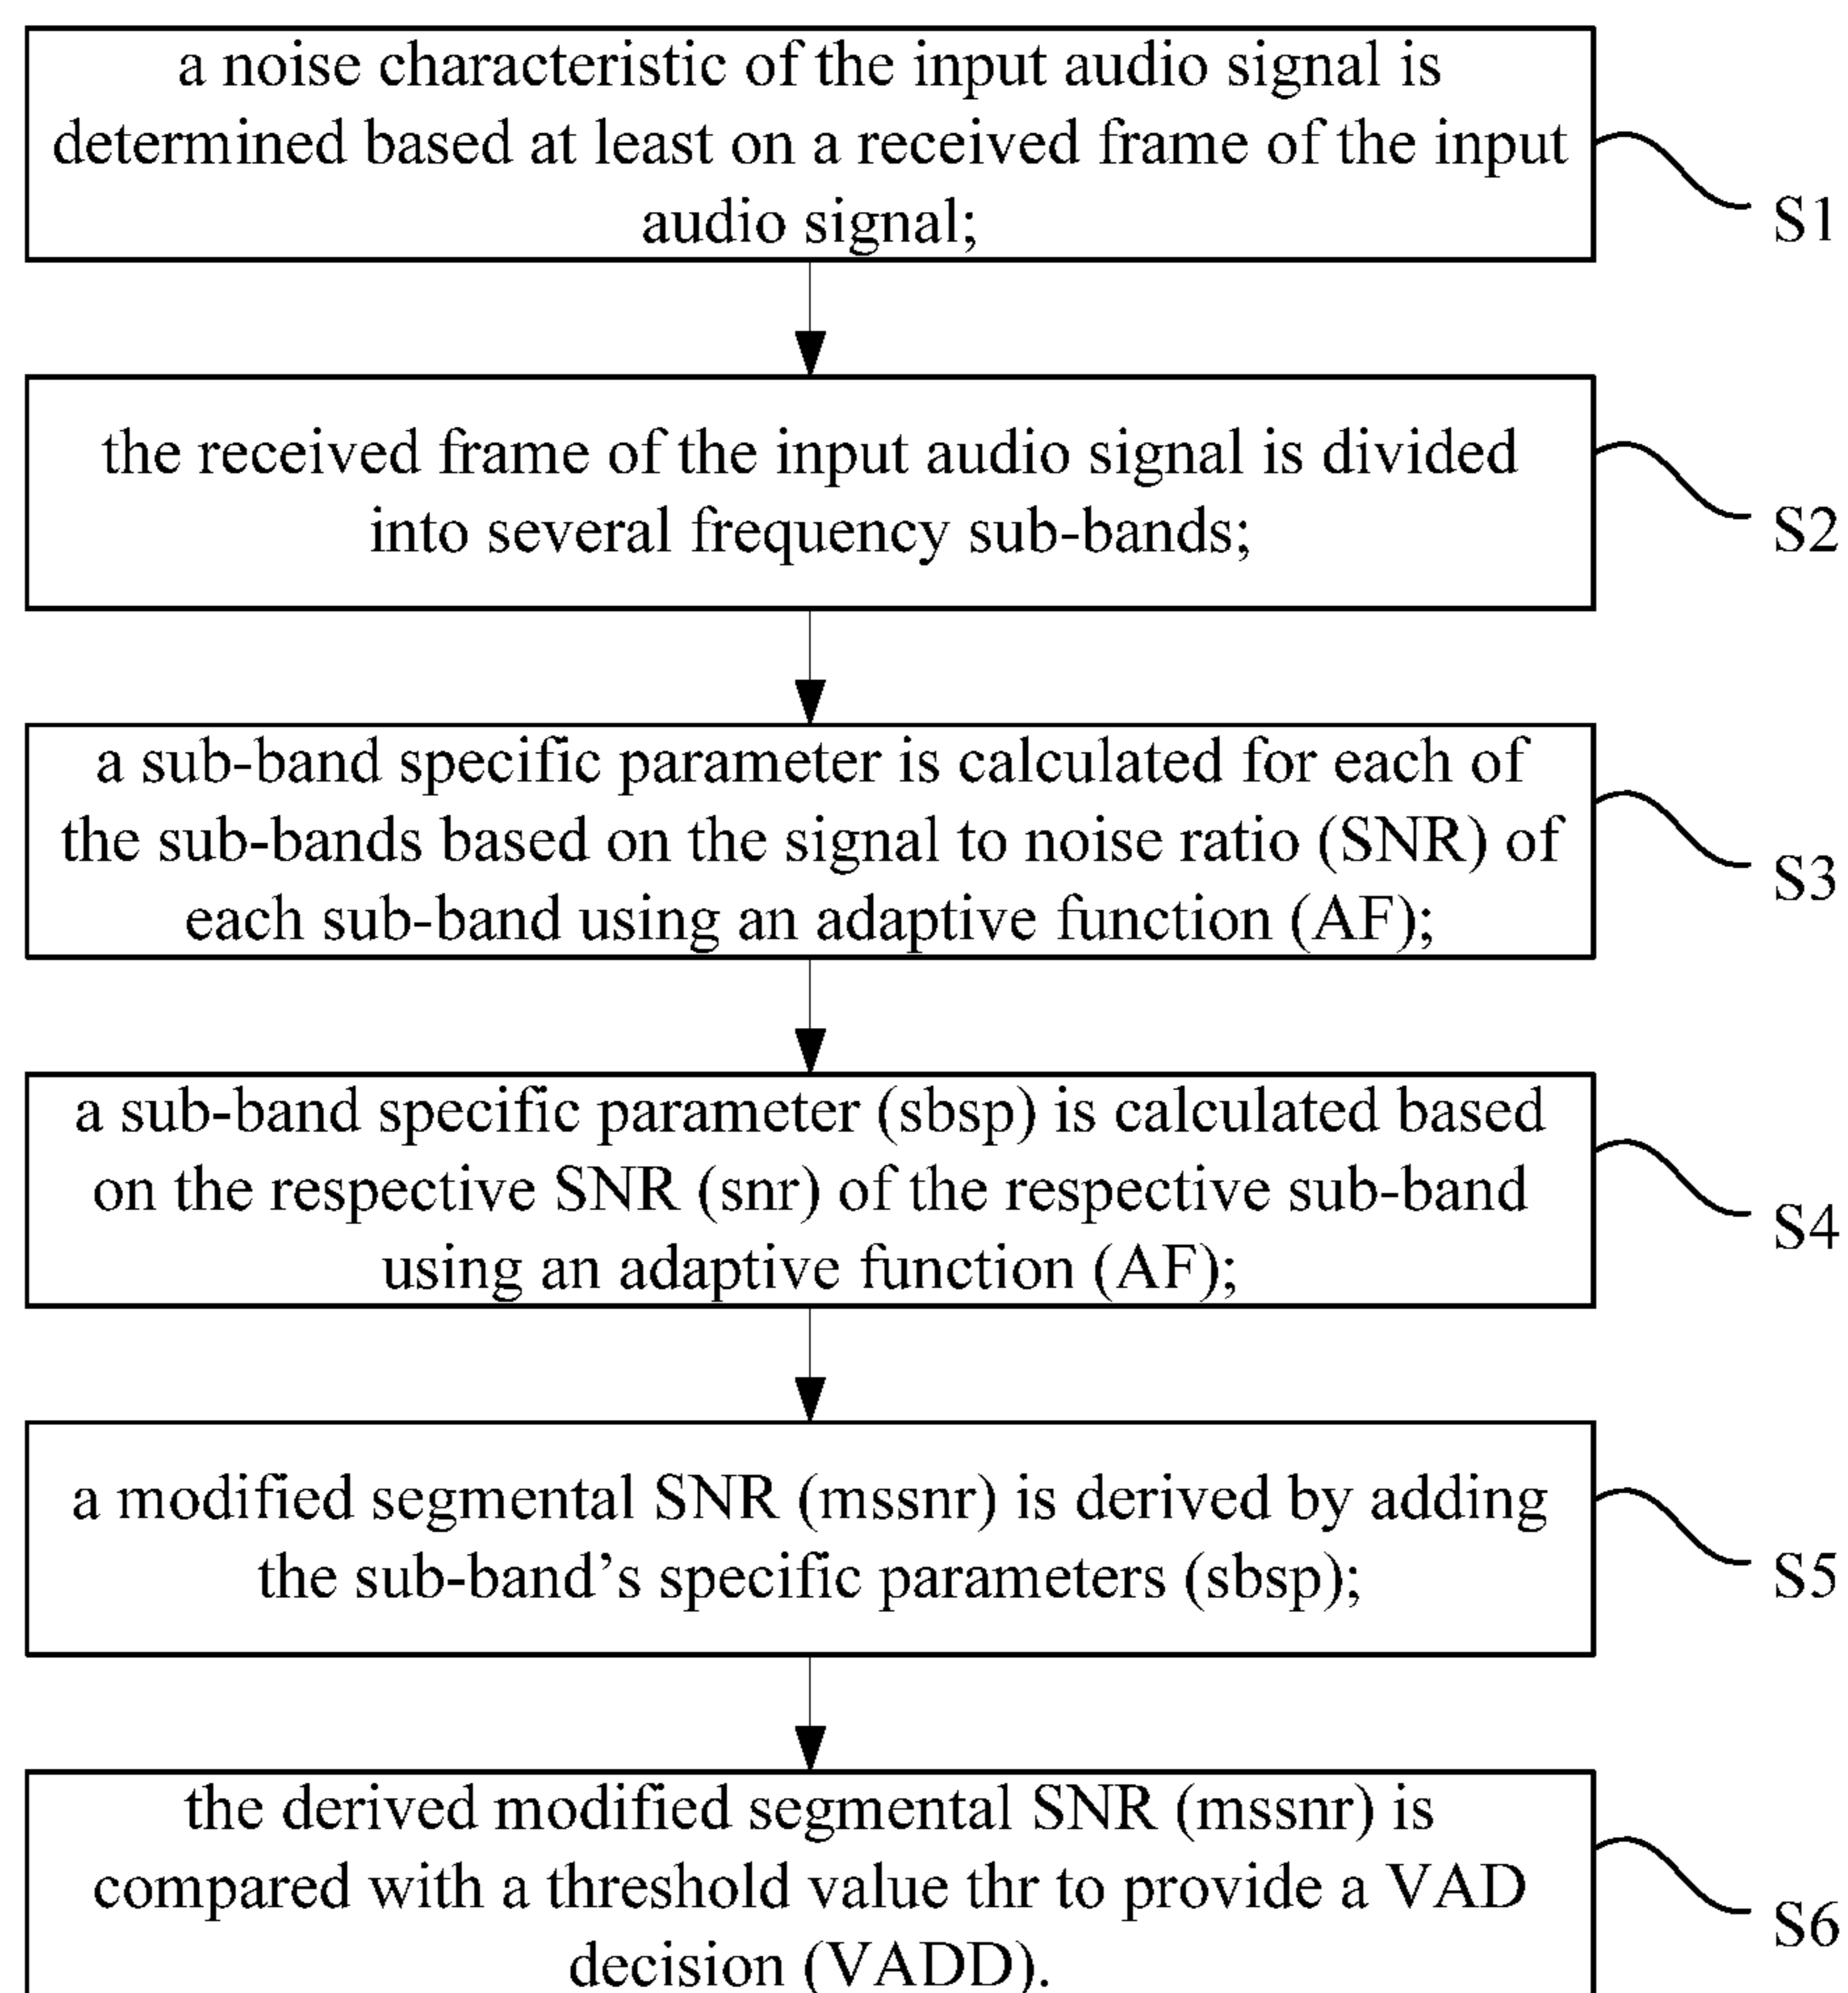 a noise characteristic of the input audio signal is
determined based at least on a received frame of the input
audio signal;
S1
the received frame of the input audio signal is divided
into several frequency sub-bands;
S2
a sub-band specific parameter is calculated for each of
the sub-bands based on the signal to noise ratio (SNR) of
each sub-band using an adaptive function (AF);
S3
a sub-band specific parameter (sbsp) is calculated based
on the respective SNR (snr) of the respective sub-band
using an adaptive function (AF);
S4
a modified segmental SNR (mssnr) is derived by adding
the sub-band’s specific parameters (sbsp);
S5
the derived modified segmental SNR (mssnr) is
compared with a threshold value thr to provide a VAD
decision (VADD).
S6